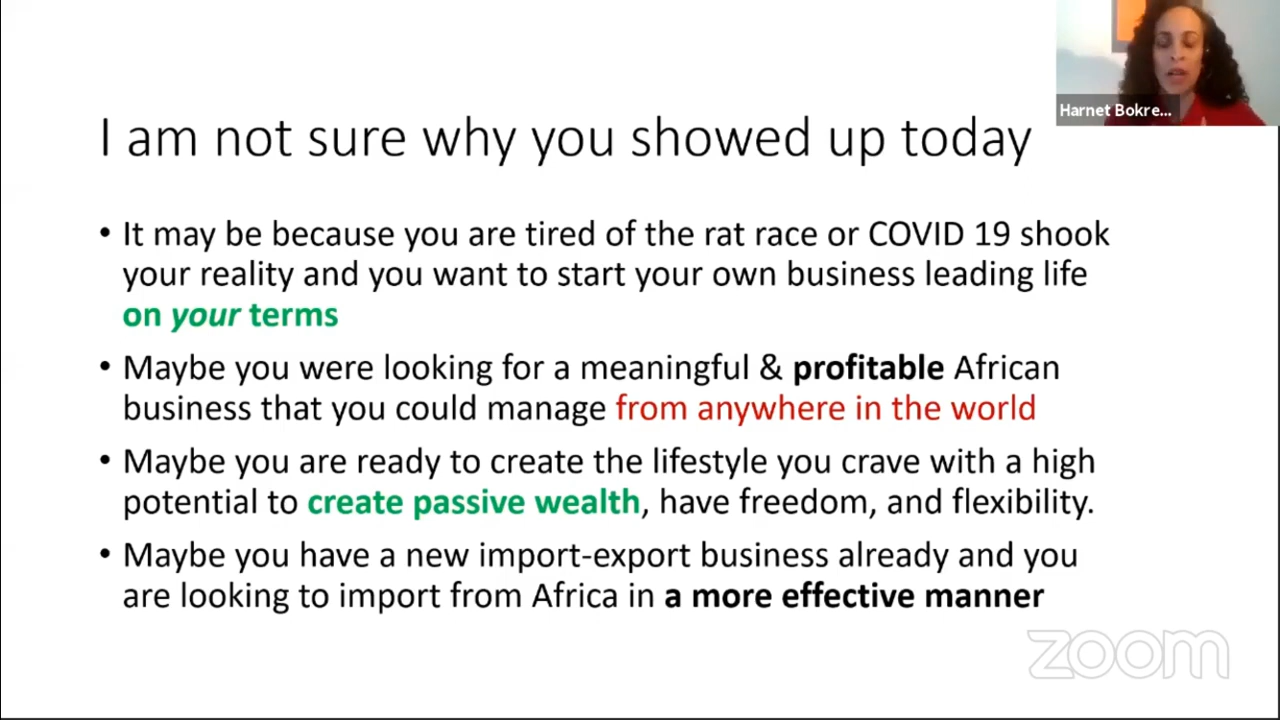 Harnet Bokre...
I am not sure why you showed up today
• It may be because you are tired of the rat race or COVID 19 shook
your reality and you want to start your own business leading life
on your terms
• Maybe you were looking for a meaningful & profitable African
business that you could manage from anywhere in the world
• Maybe you are ready to create the lifestyle you crave with a high
potential to create passive wealth, have freedom, and flexibility.
• Maybe you have a new import-export business already and you
are looking to import from Africa in a more effective manner
zoom